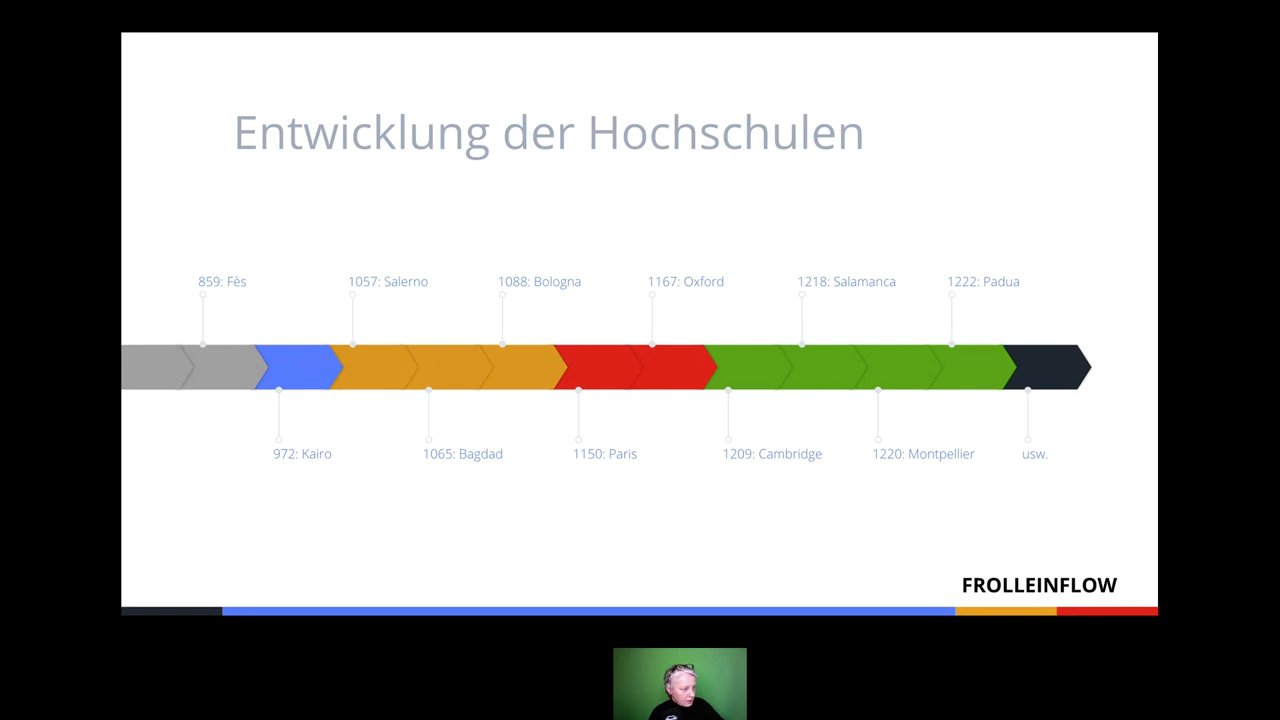 Entwicklung der Hochschulen
859: Fès
1057: Salerno
1088: Bologna
1167: Oxford
1218: Salamanca
1222: Padua
972: Kairo
1065: Bagdad
1150: Paris
1209: Cambridge
1220: Montpellier
usw.
FROLLEINFLOW